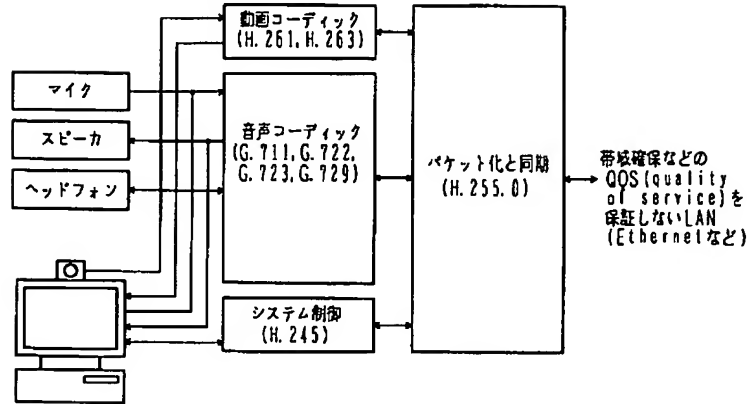 動画コーディック
(H.261,H.263)
マイク
スピーカ
ヘッドフォン
音声コーディック
(G.711,G.722,
G.723,G.729)
システム制御
(H.245)
パケット化と同期
(H.255.0)
帯域確保などの
QOS(quality
of service)を
保証しないLAN
(Ethernetなど)